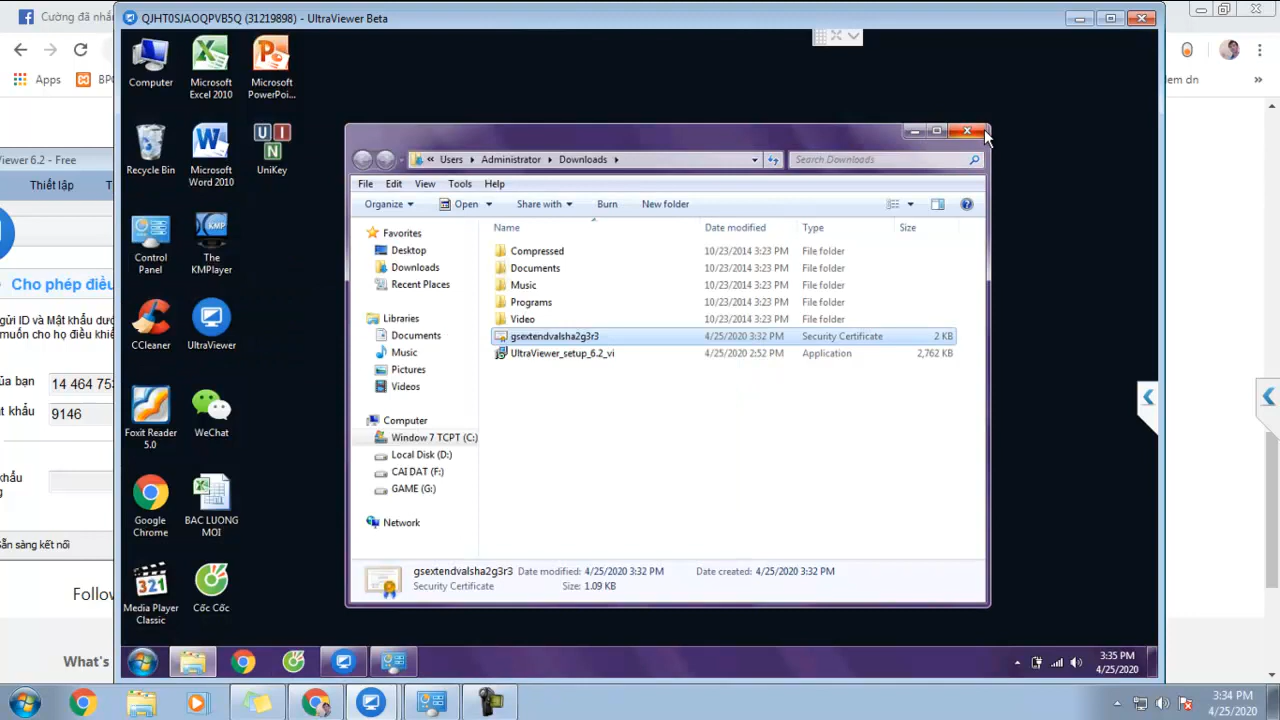 Cường đã nhắc
QJHT0SJAOQPVB5Q (31219898) - UltraViewer Beta
Apps
BPO
em dn
»
Viewer 6.2 - Free
Thiết lập
Cho phép điều
gửi ID và Mật khẩu
muốn cho họ điều khiể
của bạn
14 464 753
t khẩu
9146
khẩu
Sẵn sàng kết nối
Follow
What's
Computer
Microsoft
Excel 2010
Microsoft
PowerPoi...
Recycle Bin
Microsoft
Word 2010
UniKey
Control
Panel
The
KMPlayer
CCleaner
UltraViewer
Foxit Reader
5.0
WeChat
Google
Chrome
BAC LUONG
MOI
Media Player
Classic
Cốc Cốc
« Users Administrator Downloads
Search Downloads
File Edit View Tools Help
Organize Open Share with Burn New folder
Name Date modified Type Size
Favorites
Desktop
Downloads
Recent Places
Libraries
Documents
Music
Pictures
Videos
Computer
Window 7 TCPT (C:)
Local Disk (D:)
CAI DAT (F:)
GAME (G:)
Network
Compressed 10/23/2014 3:23 PM File folder
Documents 10/23/2014 3:23 PM File folder
Music 10/23/2014 3:23 PM File folder
Programs 10/23/2014 3:23 PM File folder
Video 10/23/2014 3:23 PM File folder
gsextendvalsha2g3r3 4/25/2020 3:32 PM Security Certificate 2 KB
UltraViewer_setup_6.2_vi 4/25/2020 2:52 PM Application 2,762 KB
gsextendvalsha2g3r3 Date modified: 4/25/2020 3:32 PM Date created: 4/25/2020 3:32 PM
Security Certificate Size: 1.09 KB
3:35 PM
4/25/2020
3:34 PM
4/25/2020